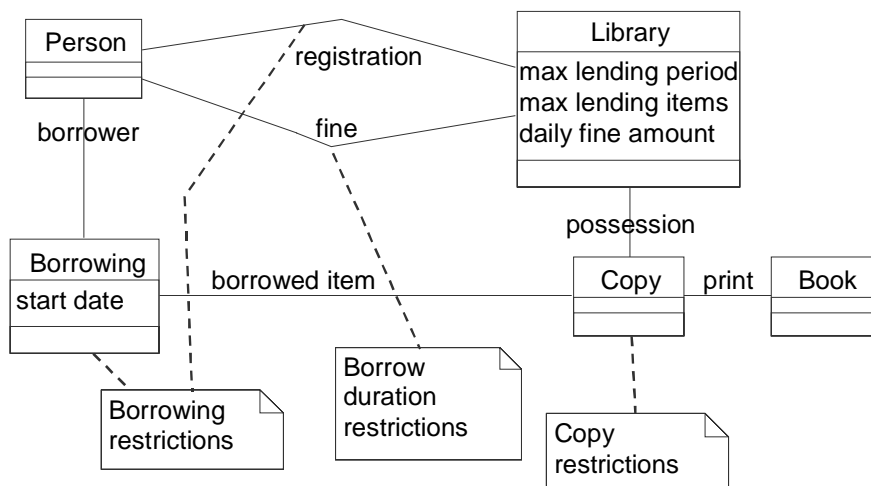 Person
Library
registration
max lending period
max lending items
daily fine amount
fine
borrower
possession
Borrowing
start date
borrowed item
Copy
print
Book
Borrowing
restrictions
Borrow
duration
restrictions
Copy
restrictions